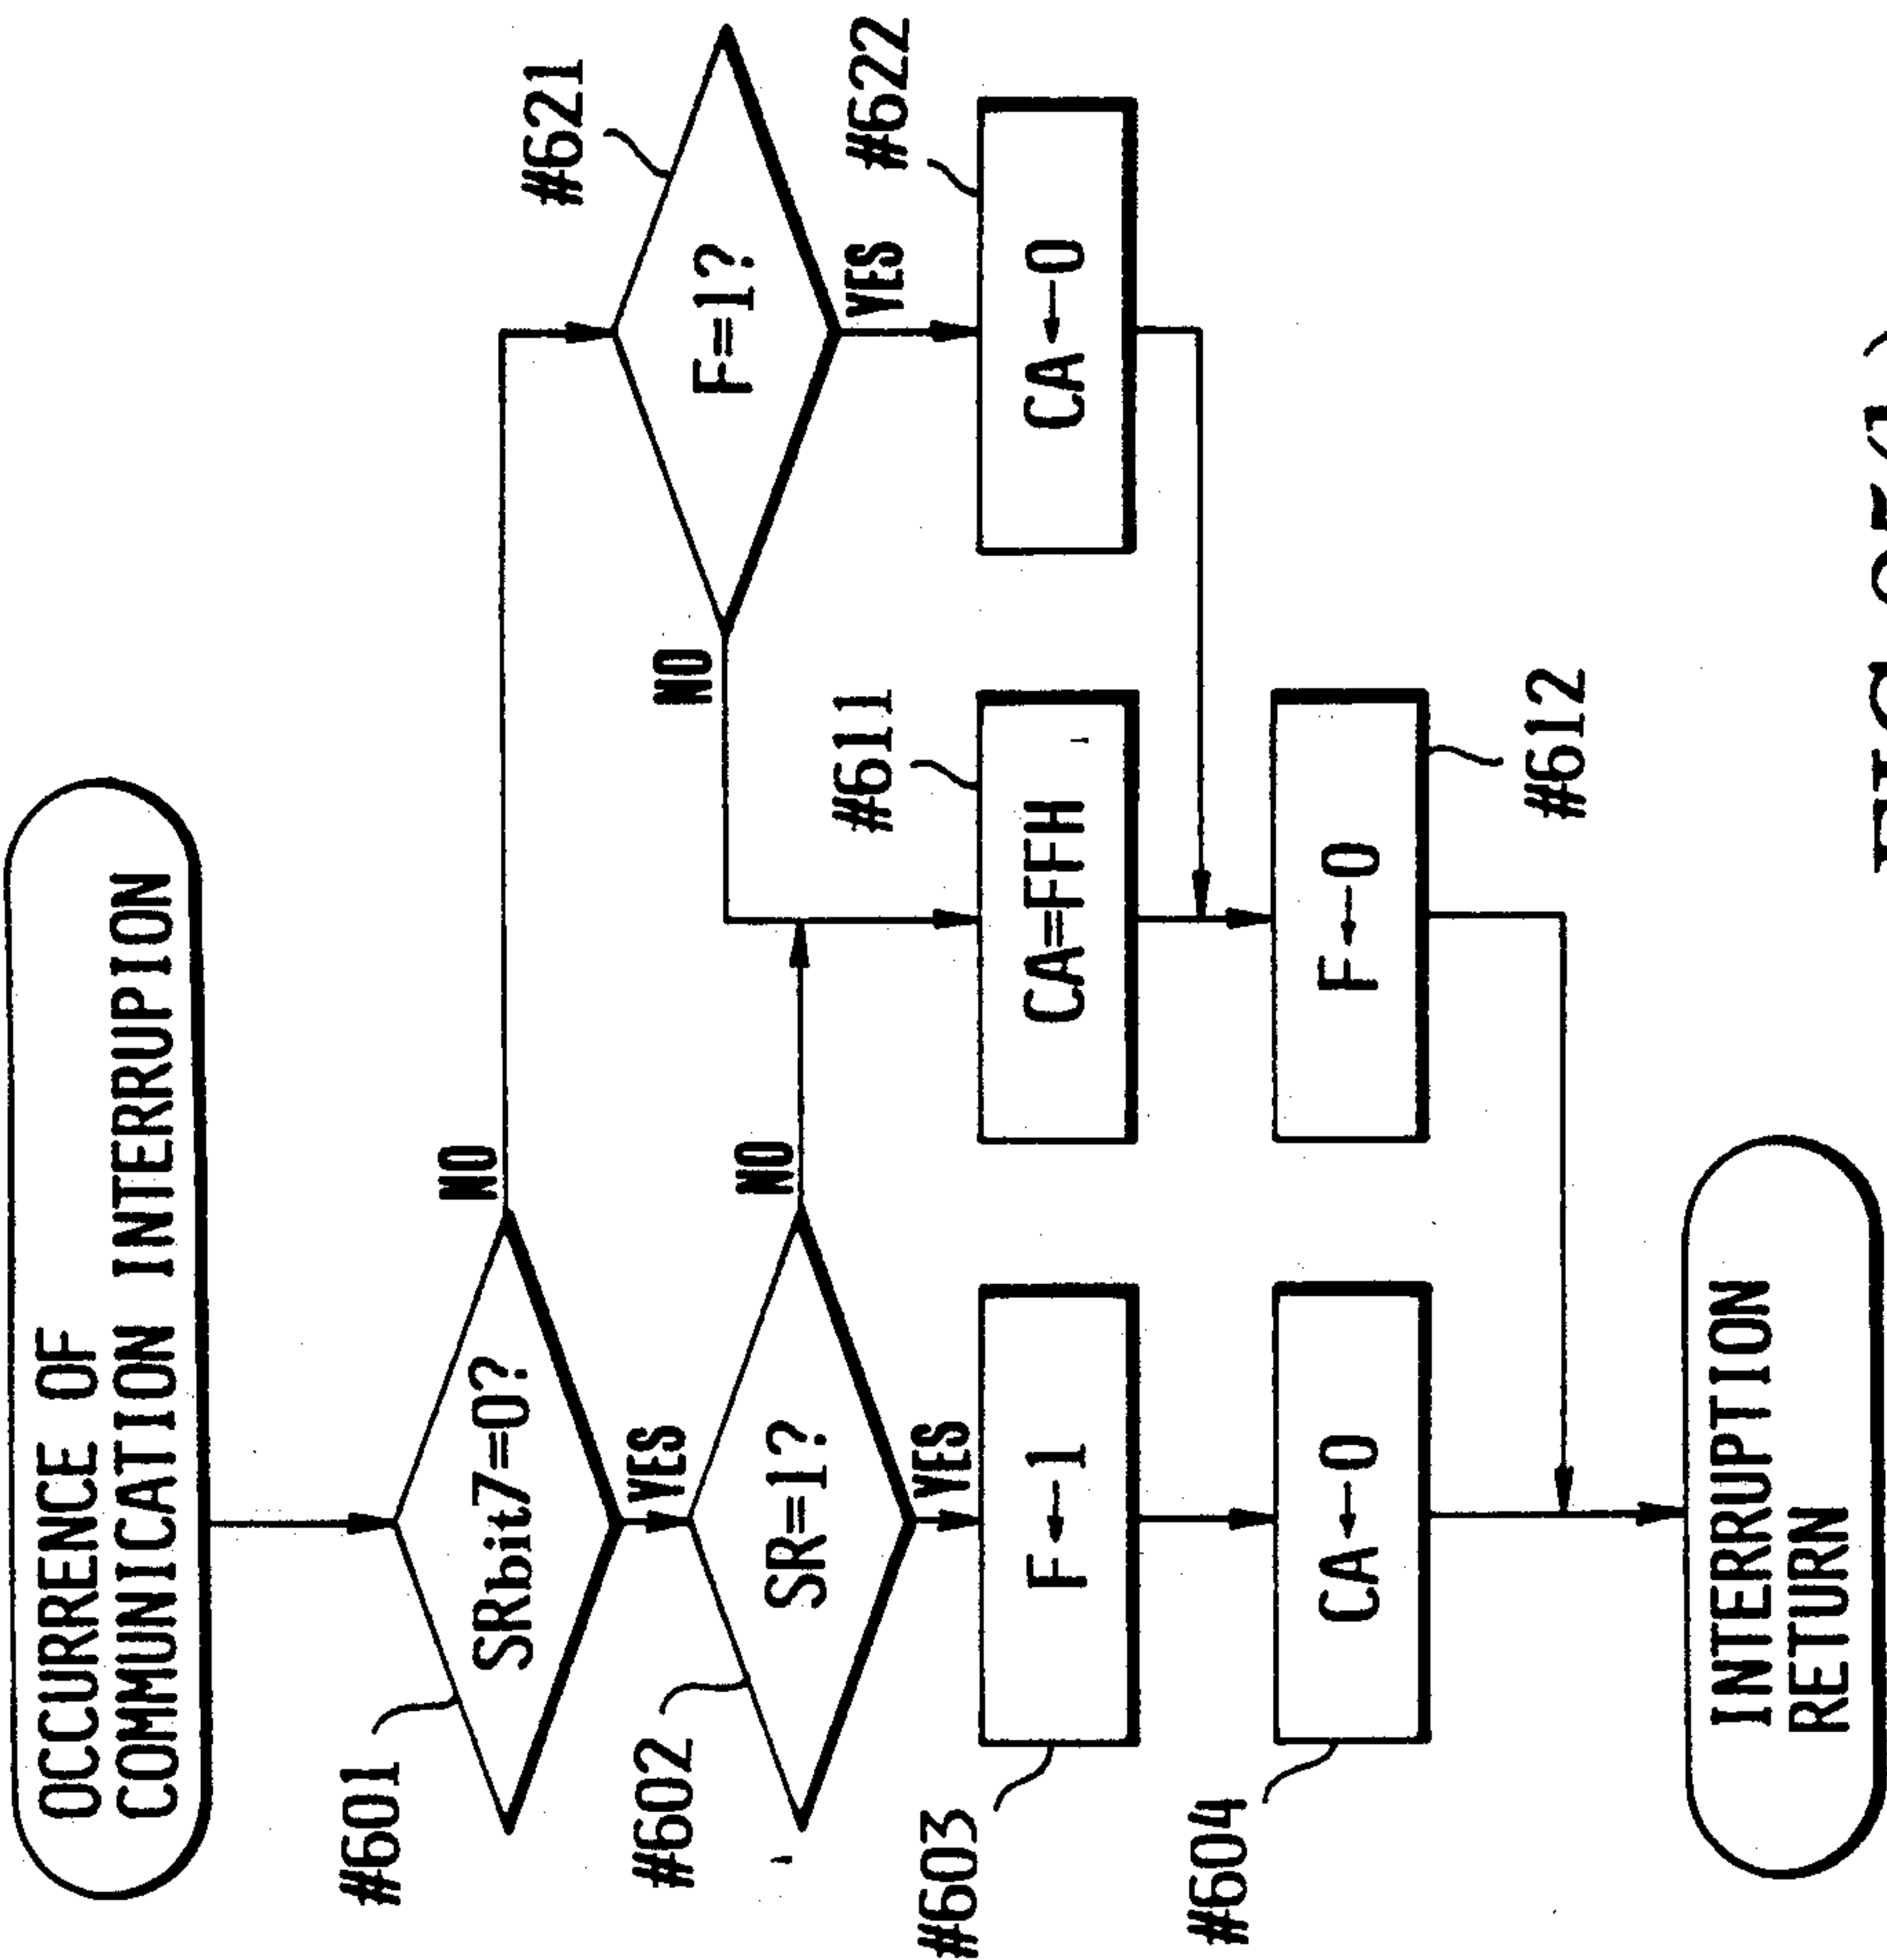 OCCURRENCE OF
COMMUNICATION INTERRUPTION
#601
SRbit7=0?
NO
YES
#602
SR=1?
NO
YES
#603
F←1
#604
CA←0
#621
F=1?
NO
YES
#622
CA←0
#611
CA=FFH
#612
F←0
INTERRUPTION
RETURN